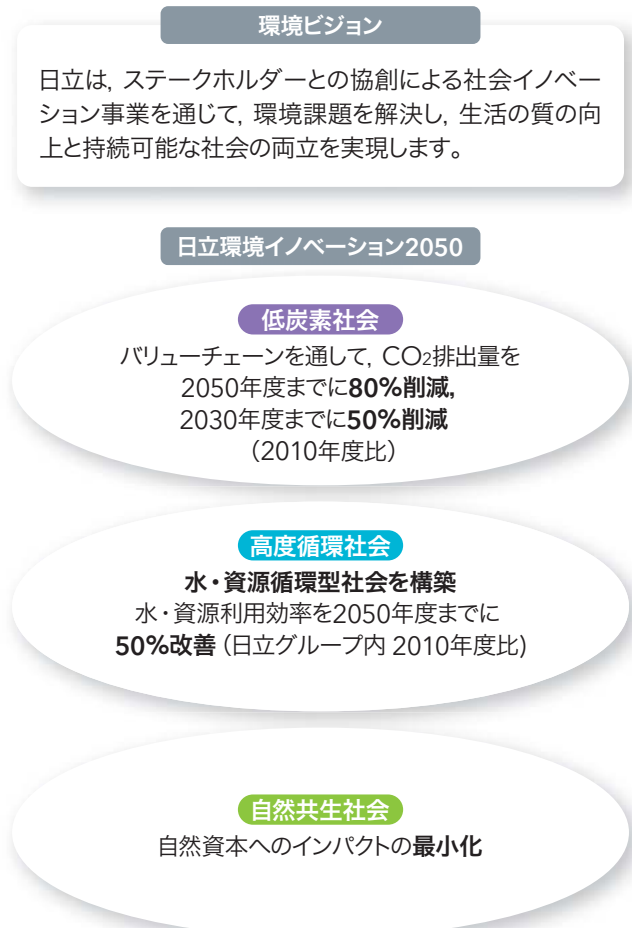 環境ビジョン
日立は, ステークホルダーとの協創による社会イノベー
ション事業を通じて, 環境課題を解決し, 生活の質の向
上と持続可能な社会の両立を実現します。
日立環境イノベーション2050
低炭素社会
バリューチェーンを通して, CO₂排出量を
2050年度までに80%削減,
2030年度までに50%削減
（2010年度比）
高度循環社会
水・資源循環型社会を構築
水・資源利用効率を2050年度までに
50%改善 (日立グループ内 2010年度比)
自然共生社会
自然資本へのインパクトの最小化